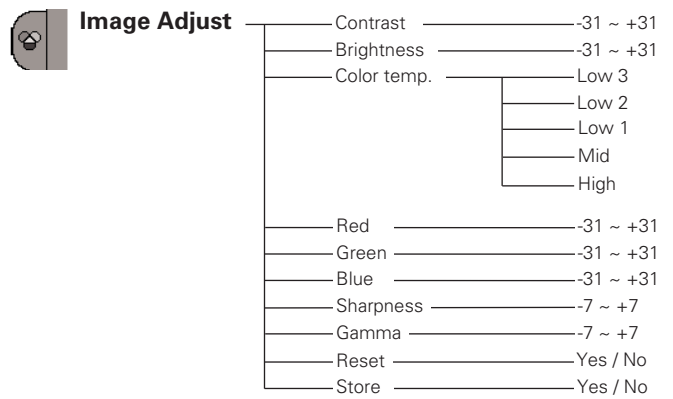 Image Adjust Contrast -31 ~ +31
Brightness -31 ~ +31
Color temp. Low 3
Low 2
Low 1
Mid
High
Red -31 ~ +31
Green -31 ~ +31
Blue -31 ~ +31
Sharpness -7 ~ +7
Gamma -7 ~ +7
Reset Yes / No
Store Yes / No